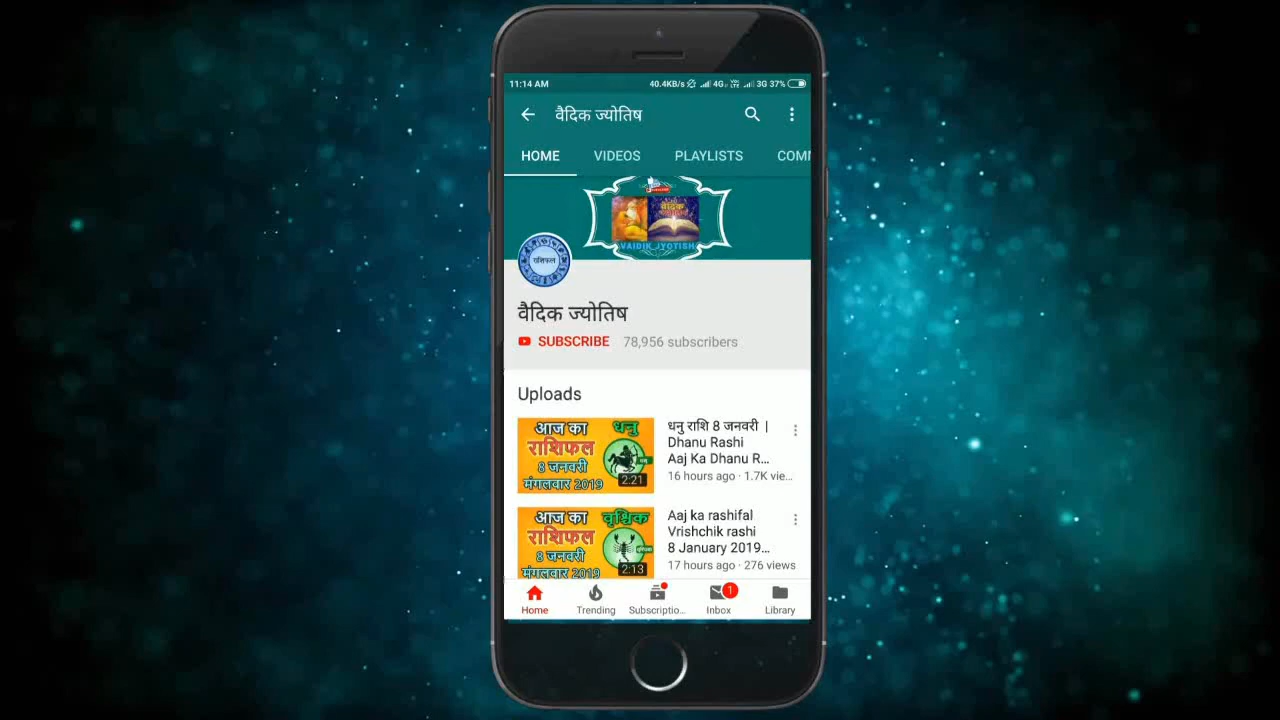 11:14 AM
40.4KB/s 4G 3G 37%
वैदिक ज्योतिष
HOME VIDEOS PLAYLISTS COMM
वैदिक
VAIDIK JYOTISH
राशिफल
वैदिक ज्योतिष
SUBSCRIBE 78,956 subscribers
Uploads
आज का धनु
राशिफल
8 जनवरी
मंगलवार 2019
2:21
धनु राशि 8 जनवरी |
Dhanu Rashi
Aaj Ka Dhanu R...
16 hours ago · 1.7K vie...
आज का वृश्चिक
राशिफल
8 जनवरी
मंगलवार 2019
2:13
Aaj ka rashifal
Vrishchik rashi
8 January 2019...
17 hours ago · 276 views
1
Home Trending Subscriptio... Inbox Library